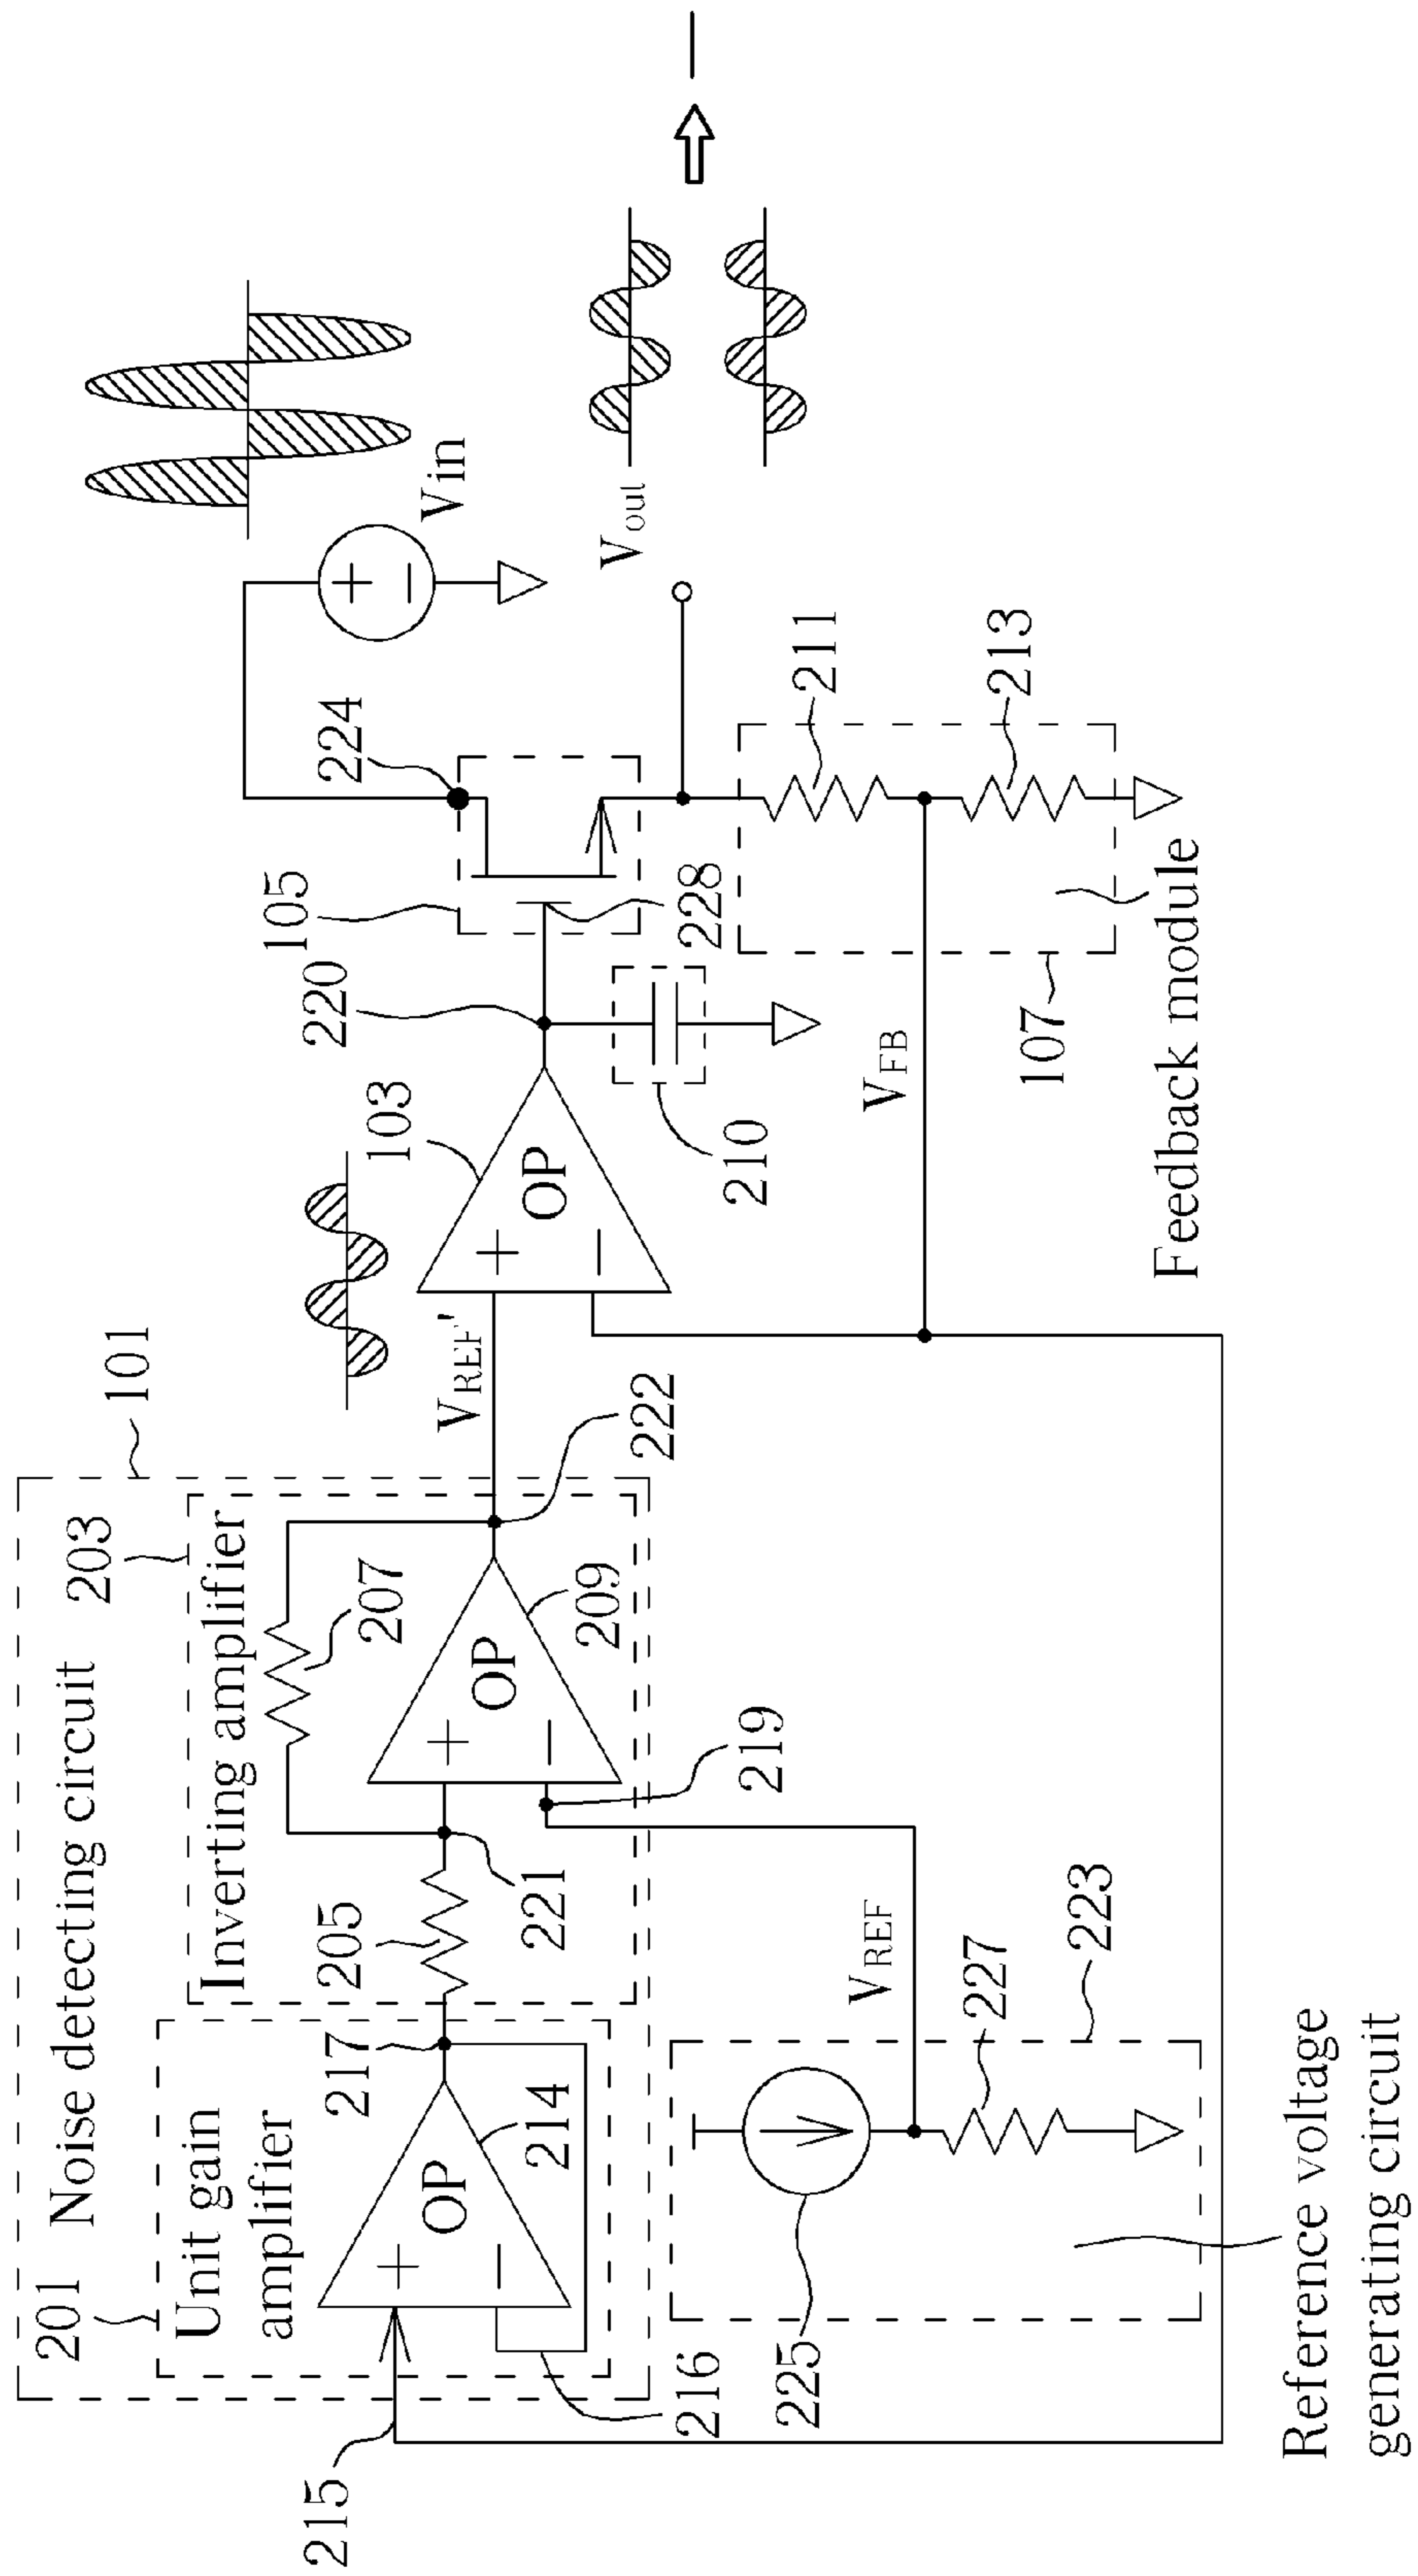 Noise detecting circuit
101
201
Unit gain
amplifier
203
Inverting amplifier
215
OP
+
−
214
216
217
205
221
207
OP
+
−
209
219
222
V_REF'
103
OP
+
−
220
105
224
228
210
Vin
+
−
V_out
V_FB
211
213
107
Feedback module
V_REF
225
227
223
Reference voltage
generating circuit